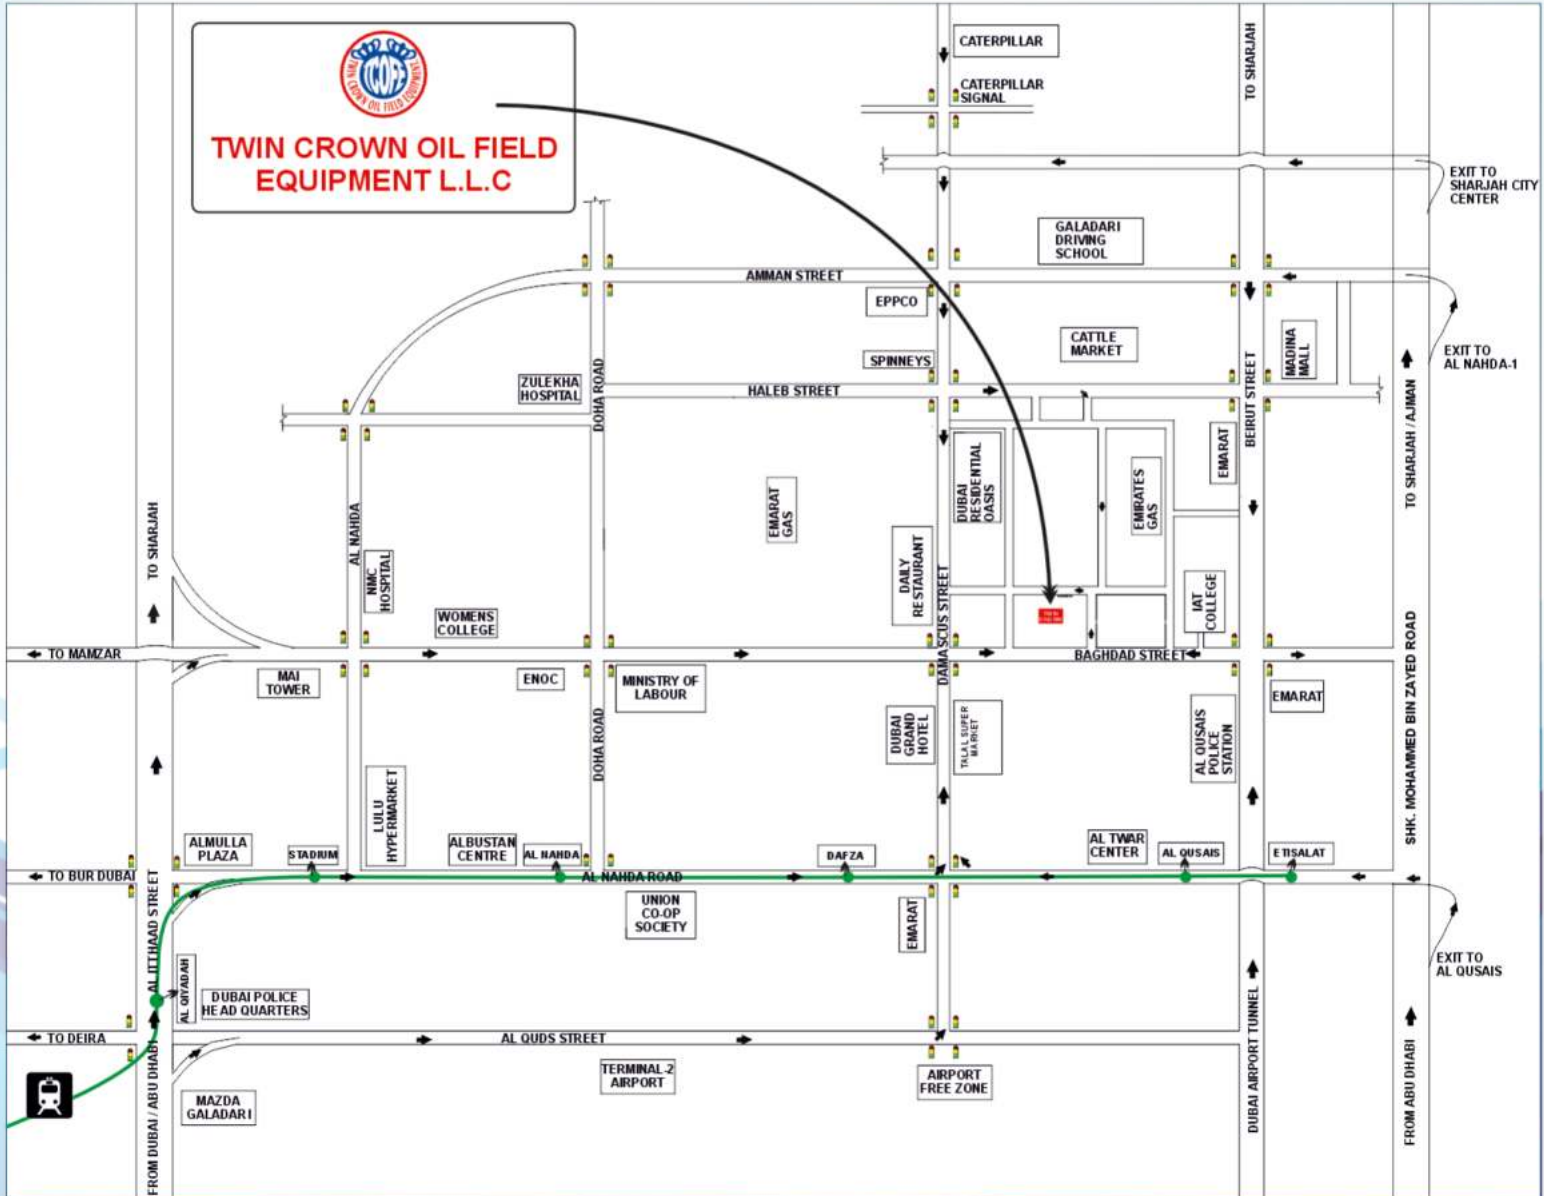 TCOFE
TWIN CROWN OIL FIELD EQUIPMENT
TWIN CROWN OIL FIELD
EQUIPMENT L.L.C
CATERPILLAR
CATERPILLAR
SIGNAL
TO SHARJAH
EXIT TO
SHARJAH CITY
CENTER
GALADARI
DRIVING
SCHOOL
AMMAN STREET
EPPCO
CATTLE
MARKET
MADINA
MALL
EXIT TO
AL NAHDA-1
SPINNEYS
ZULEKHA
HOSPITAL
DOHA ROAD
HALEB STREET
BEIRUT STREET
TO SHARJAH / AJMAN
EMARAT
DUBAI
RESIDENTIAL
OASIS
EMIRATES
GAS
EMARAT
GAS
TO SHARJAH
AL NAHDA
NMC
HOSPITAL
DAILY
RESTAURANT
DAMASCUS STREET
IAT
COLLEGE
WOMENS
COLLEGE
TO MAMZAR
BAGHDAD STREET
SHK. MOHAMMED BIN ZAYED ROAD
MAI
TOWER
ENOC
MINISTRY OF
LABOUR
EMARAT
DOHA ROAD
DUBAI
GRAND
HOTEL
TALAL SUPER
MARKET
AL QUSAIS
POLICE
STATION
LULU
HYPERMARKET
ALMULLA
PLAZA
STADIUM
ALBUSTAN
CENTRE
AL NAHDA
DAFZA
AL TWAR
CENTER
AL QUSAIS
ETISALAT
TO BUR DUBAI
AL NAHDA ROAD
UNION
CO-OP
SOCIETY
EMARAT
AL ITTHAAD STREET
AL QIYADAH
DUBAI POLICE
HEAD QUARTERS
EXIT TO
AL QUSAIS
TO DEIRA
AL QUDS STREET
TERMINAL-2
AIRPORT
AIRPORT
FREE ZONE
MAZDA
GALADARI
FROM DUBAI / ABU DHABI
DUBAI AIRPORT TUNNEL
FROM ABU DHABI